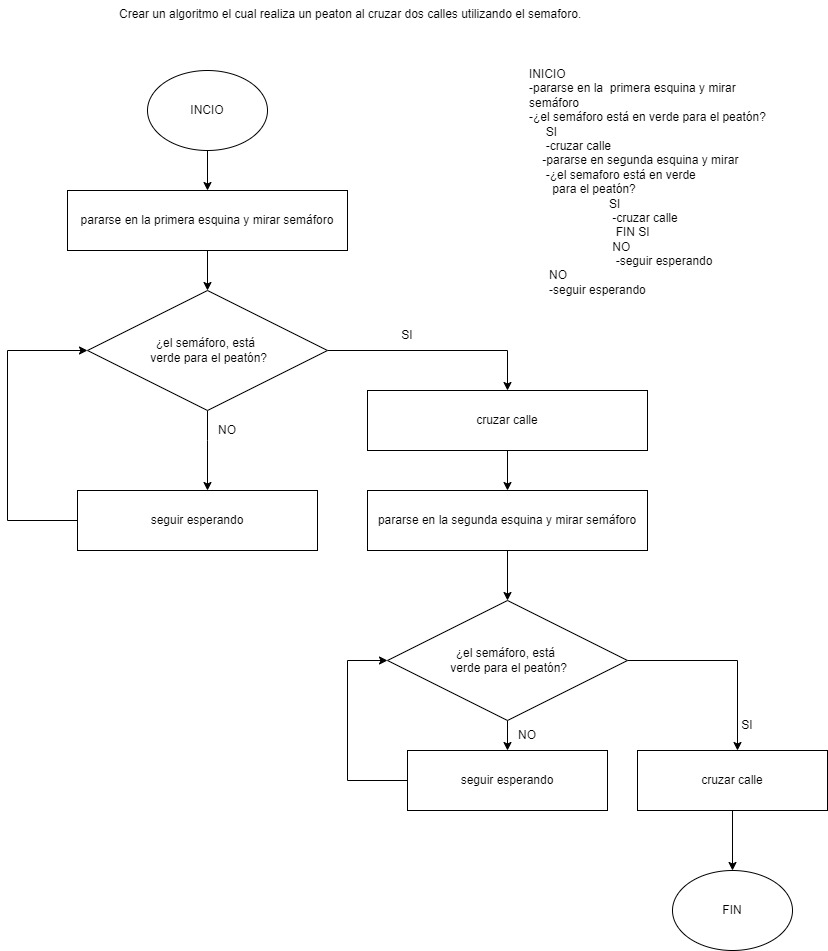 Crear un algoritmo el cual realiza un peaton al cruzar dos calles utilizando el semaforo.
INCIO
pararse en la primera esquina y mirar semáforo
¿el semáforo, está
verde para el peatón?
SI
NO
seguir esperando
cruzar calle
pararse en la segunda esquina y mirar semáforo
¿el semáforo, está
verde para el peatón?
SI
NO
seguir esperando
cruzar calle
FIN
INICIO
-pararse en la  primera esquina y mirar
semáforo
-¿el semáforo está en verde para el peatón?
SI
-cruzar calle
-pararse en segunda esquina y mirar
-¿el semaforo está en verde
para el peatón?
SI
-cruzar calle
FIN SI
NO
-seguir esperando
NO
-seguir esperando